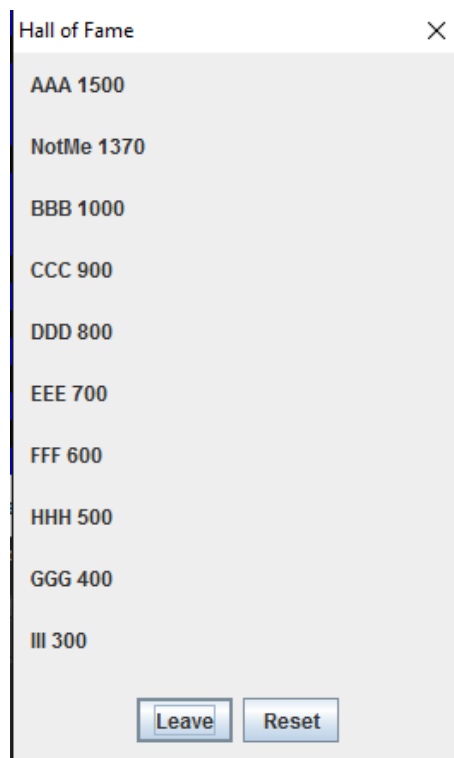 Hall of Fame
AAA 1500
NotMe 1370
BBB 1000
CCC 900
DDD 800
EEE 700
FFF 600
HHH 500
GGG 400
III 300
Leave Reset